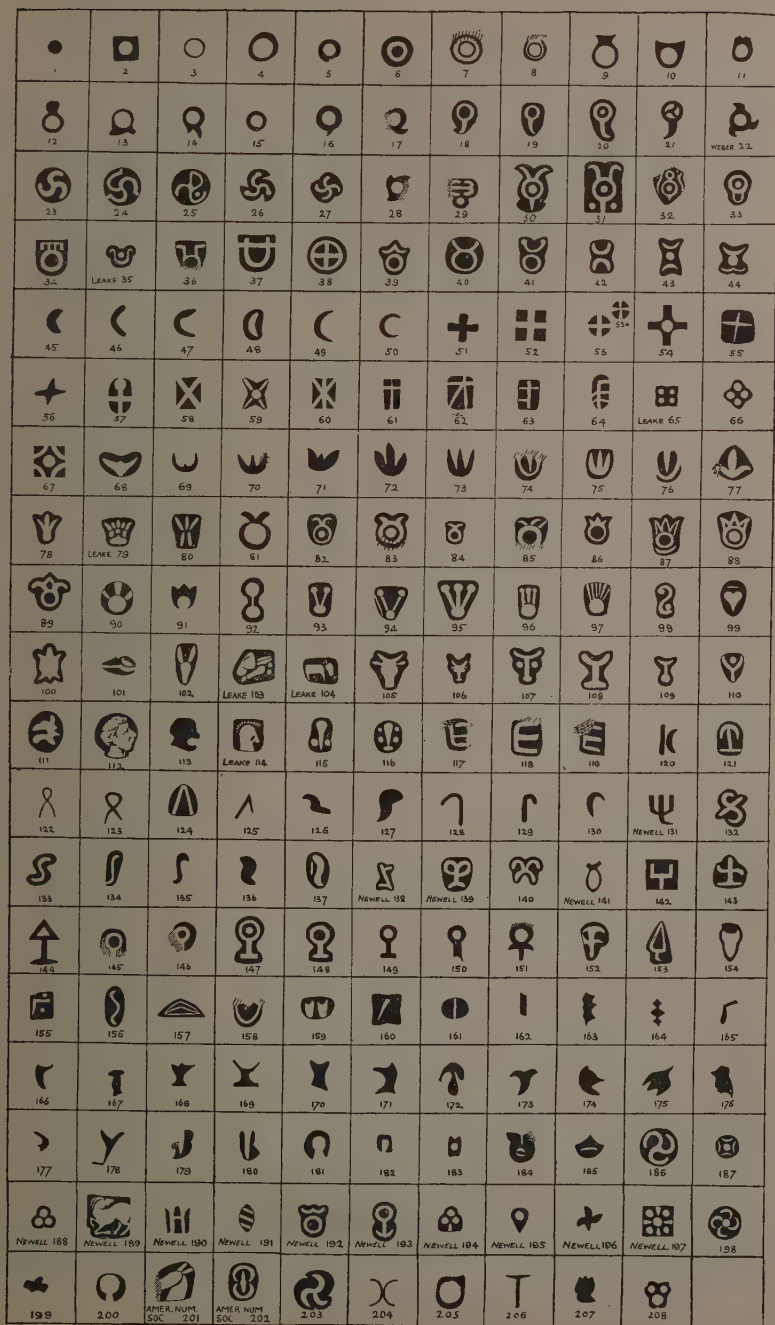 1 2 3 4 5 6 7 8 9 10 11
12 13 14 15 16 17 18 19 20 21 WEBER 22
23 24 25 26 27 28 29 30 31 32 33
34 LEAKE 35 36 37 38 39 40 41 42 43 44
45 46 47 48 49 50 51 52 53 53a 54 55
56 57 58 59 60 61 62 63 64 LEAKE 65 66
67 68 69 70 71 72 73 74 75 76 77
78 LEAKE 79 80 81 82 83 84 85 86 87 88
89 90 91 92 93 94 95 96 97 98 99
100 101 102 LEAKE 103 LEAKE 104 105 106 107 108 109 110
111 112 113 LEAKE 114 115 116 117 118 119 120 121
122 123 124 125 126 127 128 129 130 NEWELL 131 132
133 134 135 136 137 NEWELL 138 NEWELL 139 140 NEWELL 141 142 143
144 145 146 147 148 149 150 151 152 153 154
155 156 157 158 159 160 161 162 163 164 165
166 167 168 169 170 171 172 173 174 175 176
177 178 179 180 181 182 183 184 185 186 187
NEWELL 188 NEWELL 189 NEWELL 190 NEWELL 191 NEWELL 192 NEWELL 193 NEWELL 194 NEWELL 195 NEWELL 196 NEWELL 197 198
199 200 AMER. NUM. SOC 201 AMER NUM SOC 202 203 204 205 206 207 208